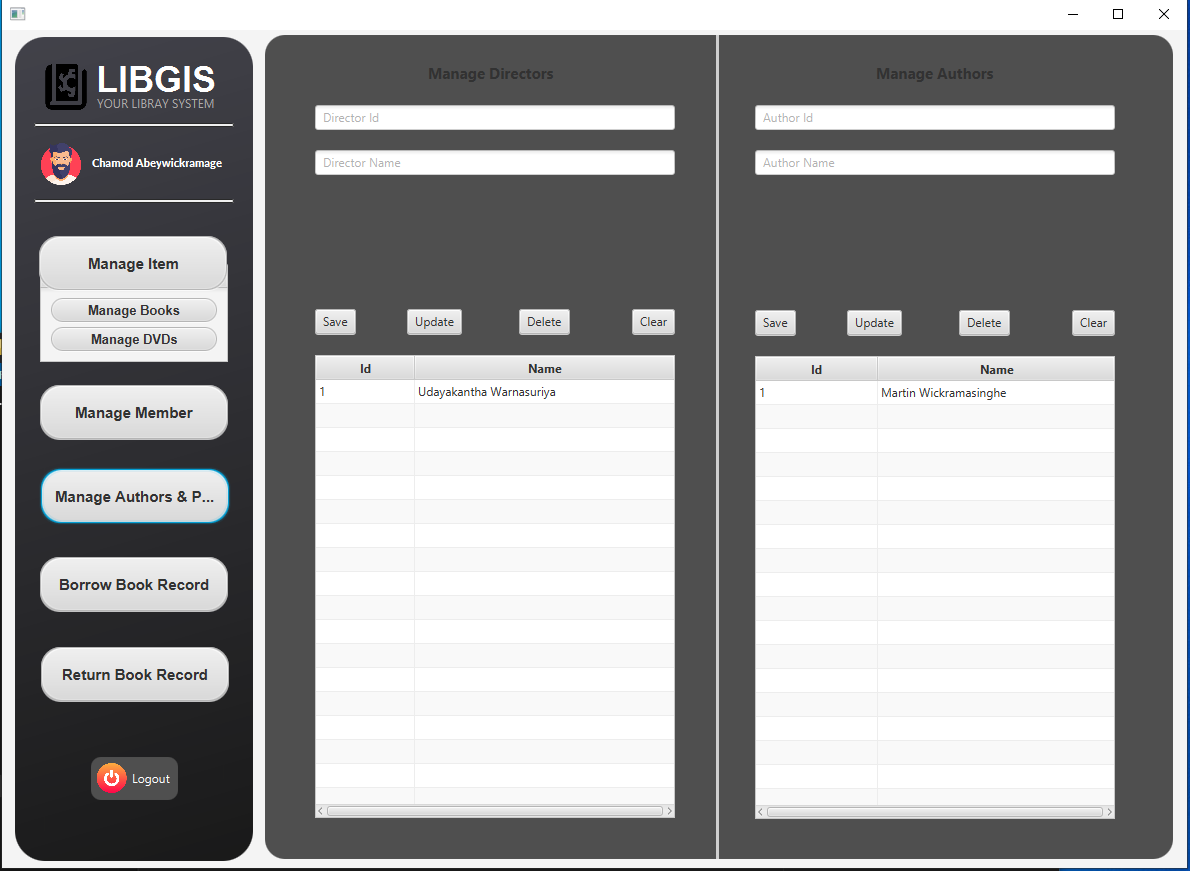 LIBGIS
YOUR LIBRAY SYSTEM
Chamod Abeywickramage
Manage Item
Manage Books
Manage DVDs
Manage Member
Manage Authors & P...
Borrow Book Record
Return Book Record
Logout
Manage Directors
Director Id
Director Name
Save Update Delete Clear
Id Name
1 Udayakantha Warnasuriya
Manage Authors
Author Id
Author Name
Save Update Delete Clear
Id Name
1 Martin Wickramasinghe